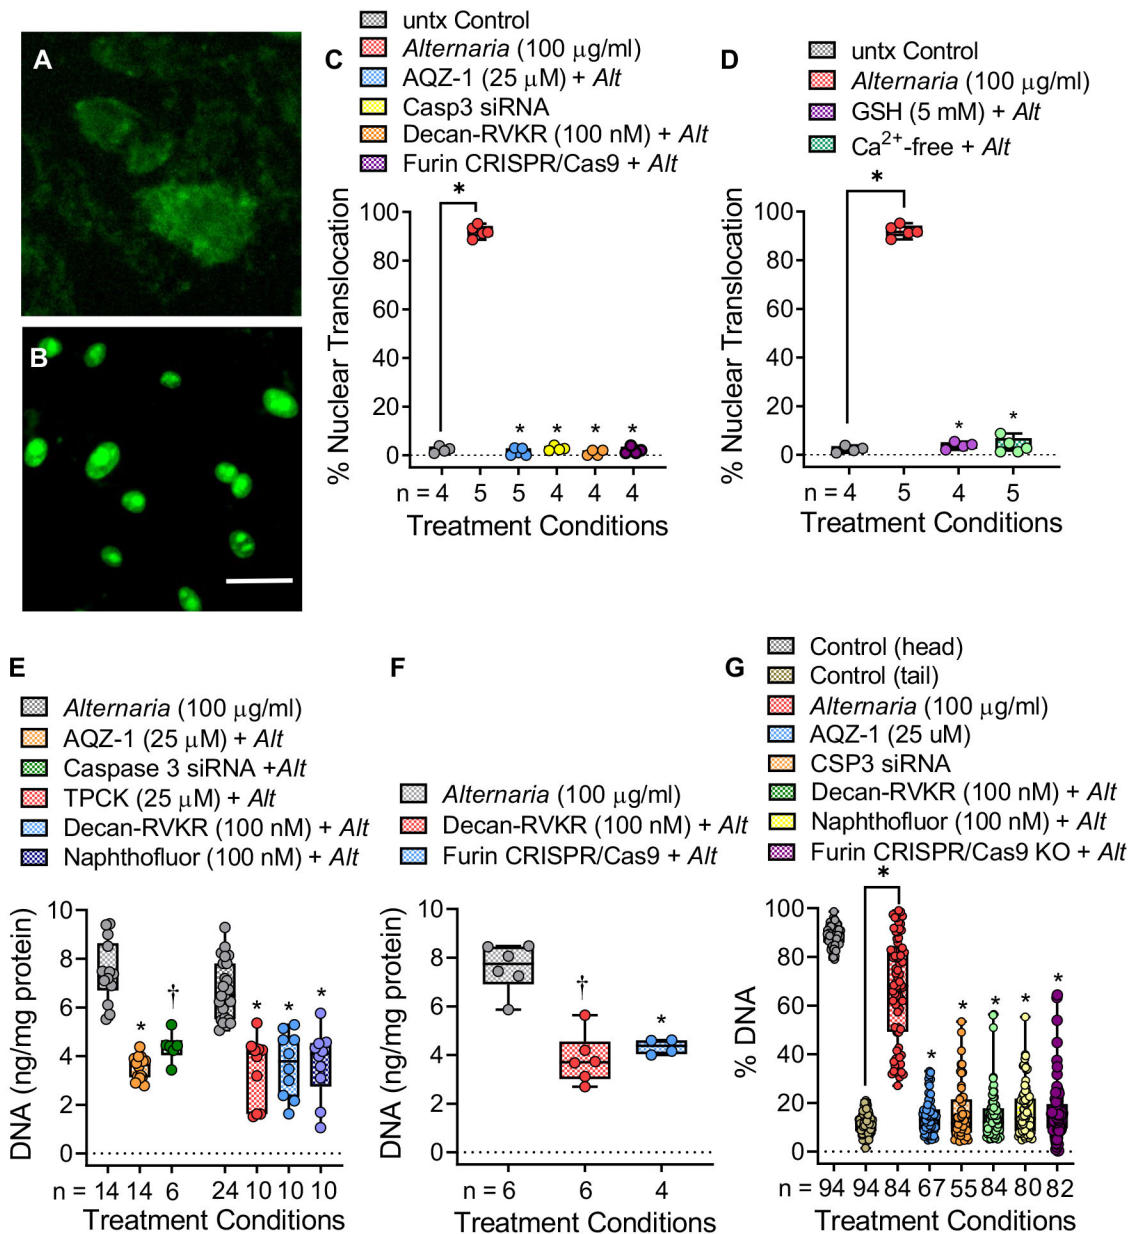 A
B
C
untx Control
Alternaria (100 μg/ml)
AQZ-1 (25 μM) + Alt
Casp3 siRNA
Decan-RVKR (100 nM) + Alt
Furin CRISPR/Cas9 + Alt
*
% Nuclear Translocation
100
80
60
40
20
0
* * * *
n = 4 5 5 4 4 4
Treatment Conditions
D
untx Control
Alternaria (100 μg/ml)
GSH (5 mM) + Alt
Ca2+-free + Alt
*
% Nuclear Translocation
100
80
60
40
20
0
* *
n = 4 5 4 5
Treatment Conditions
E
Alternaria (100 μg/ml)
AQZ-1 (25 μM) + Alt
Caspase 3 siRNA +Alt
TPCK (25 μM) + Alt
Decan-RVKR (100 nM) + Alt
Naphthofluor (100 nM) + Alt
DNA (ng/mg protein)
10
8
6
4
2
0
* † * * *
n = 14 14 6 24 10 10 10
Treatment Conditions
F
Alternaria (100 μg/ml)
Decan-RVKR (100 nM) + Alt
Furin CRISPR/Cas9 + Alt
DNA (ng/mg protein)
10
8
6
4
2
0
† *
n = 6 6 4
Treatment Conditions
G
Control (head)
Control (tail)
Alternaria (100 μg/ml)
AQZ-1 (25 uM)
CSP3 siRNA
Decan-RVKR (100 nM) + Alt
Naphthofluor (100 nM) + Alt
Furin CRISPR/Cas9 KO + Alt
*
% DNA
100
80
60
40
20
0
* * * * *
n = 94 94 84 67 55 84 80 82
Treatment Conditions